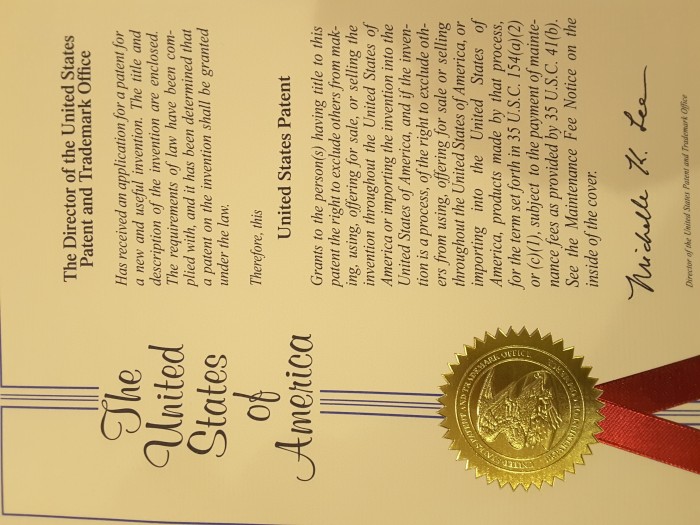 The
United
States
of
America
The Director of the United States
Patent and Trademark Office
Has received an application for a patent for
a new and useful invention. The title and
description of the invention are enclosed.
The requirements of law have been com-
plied with, and it has been determined that
a patent on the invention shall be granted
under the law.
Therefore, this
United States Patent
Grants to the person(s) having title to this
patent the right to exclude others from mak-
ing, using, offering for sale, or selling the
invention throughout the United States of
America or importing the invention into the
United States of America, and if the inven-
tion is a process, of the right to exclude oth-
ers from using, offering for sale or selling
throughout the United States of America, or
importing into the United States of
America, products made by that process,
for the term set forth in 35 U.S.C. 154(a)(2)
or (c)(1), subject to the payment of mainte-
nance fees as provided by 35 U.S.C. 41(b).
See the Maintenance Fee Notice on the
inside of the cover.
Michelle K. Lee
Director of the United States Patent and Trademark Office
UNITED STATES PATENT AND TRADEMARK OFFICE